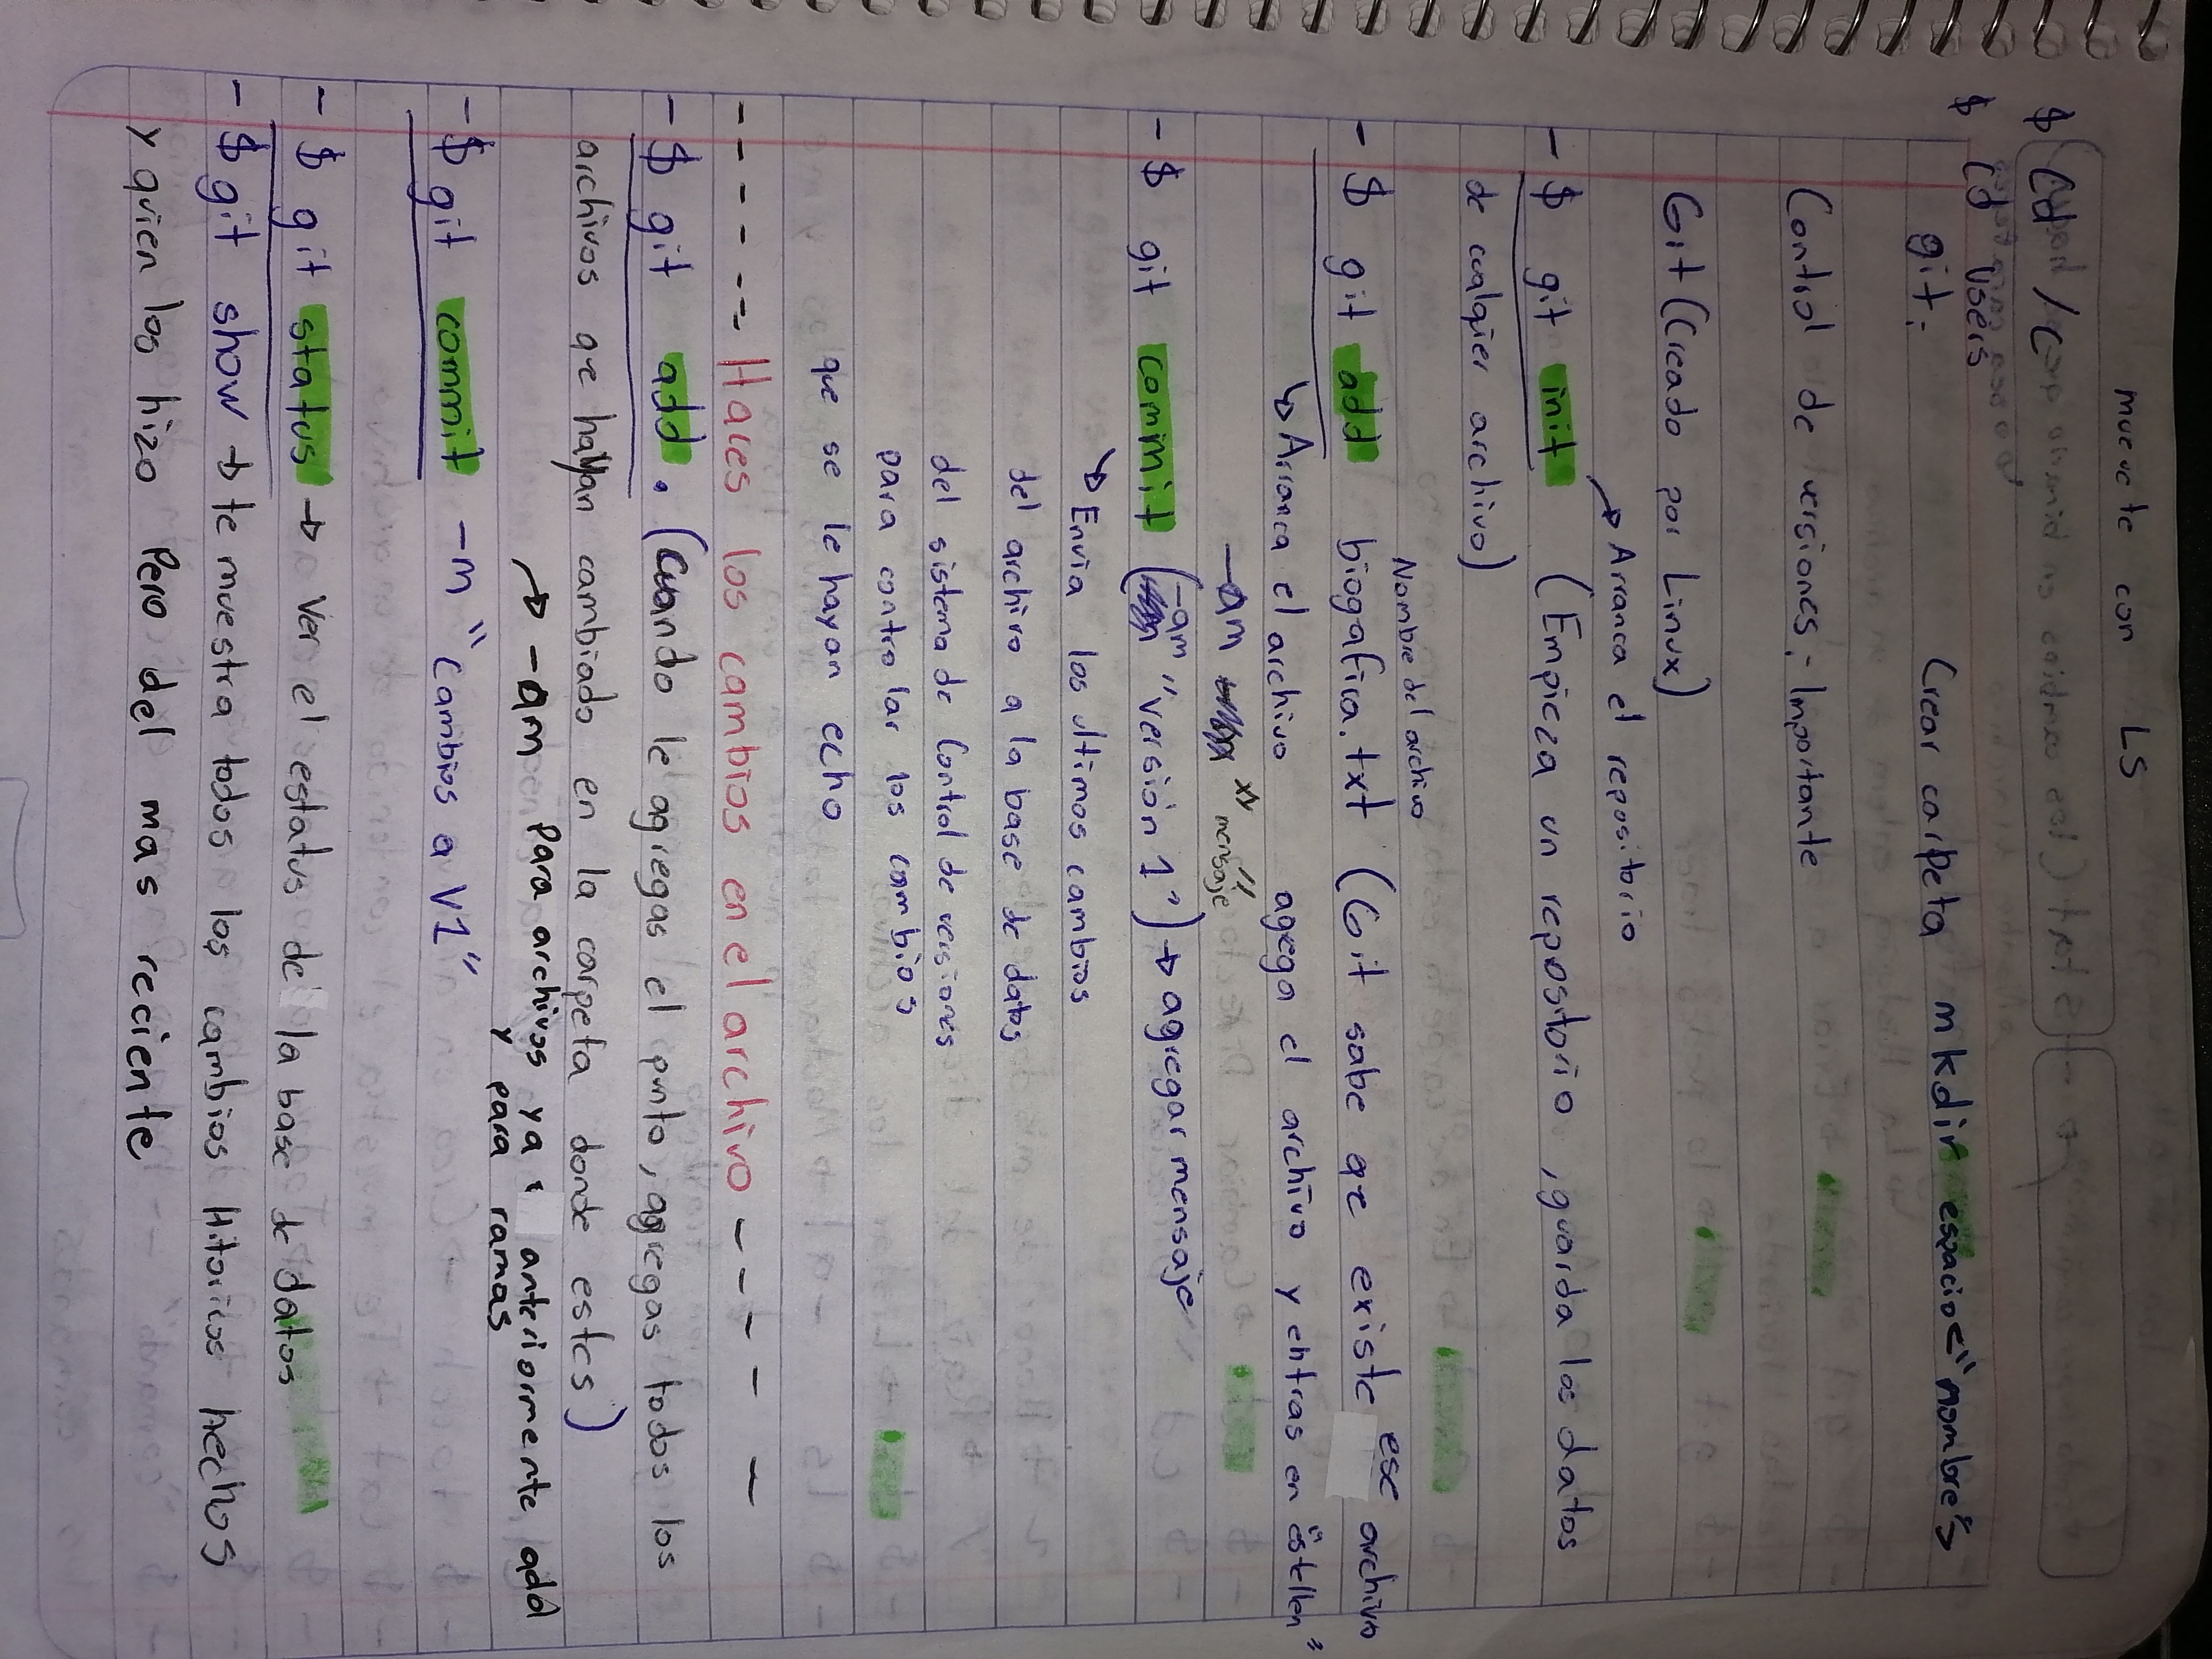 muevete con LS
$ Cd /c
$ Cd Users
git: Crear carpeta mkdir espacio <"nombre">
Control de versiones: Importante
Git (Creado por Linux)
→ Arranca el repositorio
- $ git init (Empieza un repositorio, guarda los datos
de cualqier archivo)
Nombre del archivo
- $ git add biogafica.txt (Git sabe qe existe ese archivo
↳ Arranca el archivo agega el archivo y entras en "estellen"
-am "mensaje"
- $ git commit (-am "versión 1") → agregar mensaje
↳ Envia los ultimos cambios
del archivo a la base de datos
del sistema de Control de versiones
para controlar los cambios
que se le hayan echo
------ Haces los cambios en el archivo -----
- $ git add . (Cuando le agregas el punto, agregas todos los
archivos qe hayan cambiado en la carpeta donde estes)
→ -am Para archivos ya anteriormente add
y para ramas
- $ git commit -m "Cambios a V1"
- $ git status → Ver el estatus de la base de datos
- $ git show → te muestra todos los cambios Hitoricos hechos
y quien los hizo Pero del mas reciente